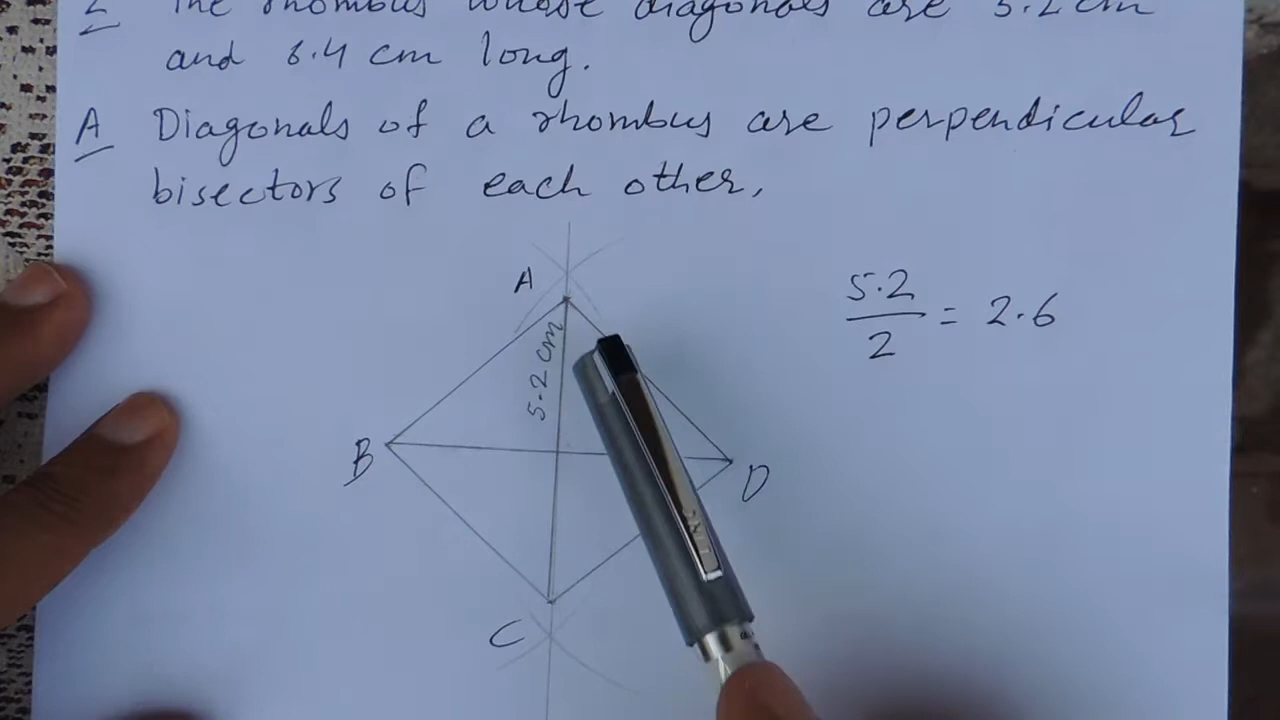 2 The rhombus whose diagonals are 5.2 cm
and 6.4 cm long.
A Diagonals of a rhombus are perpendicular
bisectors of each other,
A
5.2 cm
5.2/2 = 2.6
B
D
C